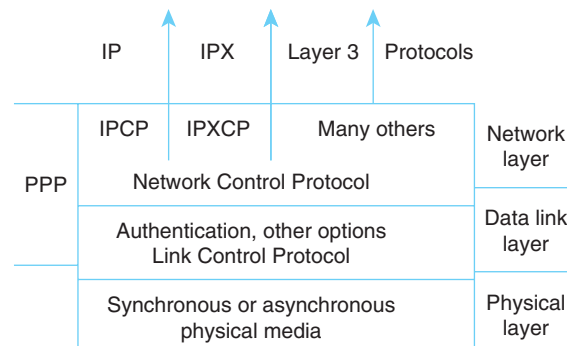 IP IPX Layer 3 Protocols
IPCP IPXCP Many others
Network Control Protocol
PPP
Authentication, other options
Link Control Protocol
Synchronous or asynchronous
physical media
Network
layer
Data link
layer
Physical
layer